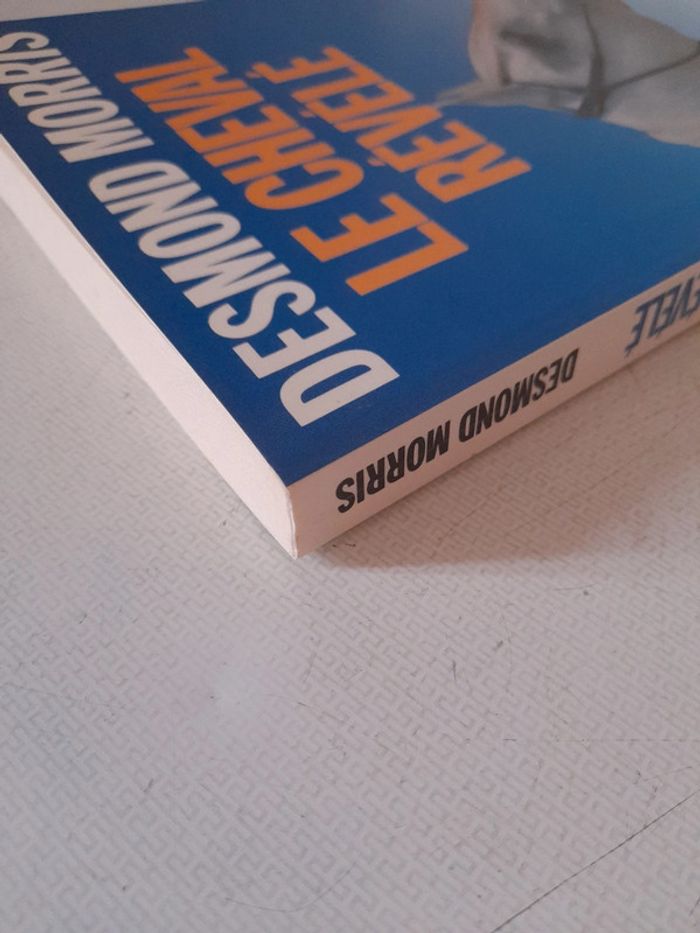 DESMOND MORRIS
LE CHEVAL
RÉVÉLÉ
DESMOND MORRIS